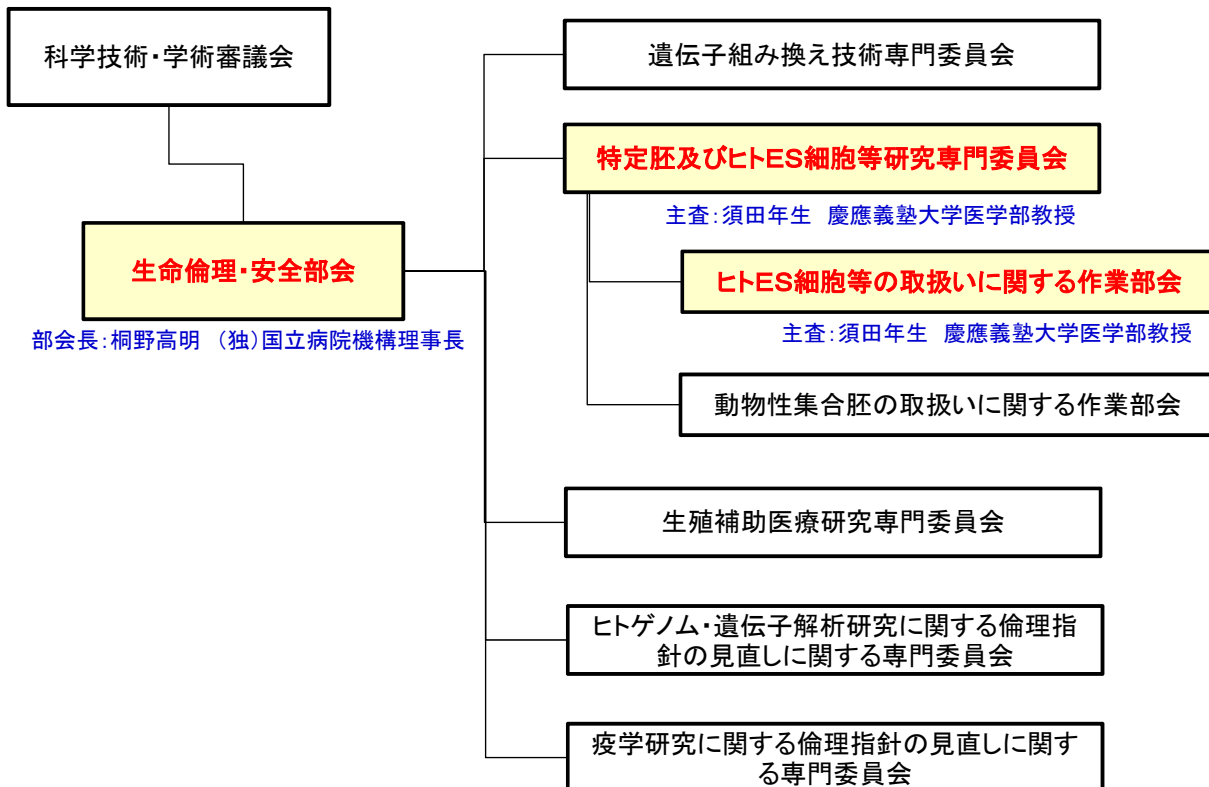 科学技術・学術審議会
生命倫理・安全部会
部会長：桐野高明　（独）国立病院機構理事長
遺伝子組み換え技術専門委員会
特定胚及びヒトES細胞等研究専門委員会
主査：須田年生　慶應義塾大学医学部教授
ヒトES細胞等の取扱いに関する作業部会
主査：須田年生　慶應義塾大学医学部教授
動物性集合胚の取扱いに関する作業部会
生殖補助医療研究専門委員会
ヒトゲノム・遺伝子解析研究に関する倫理指
針の見直しに関する専門委員会
疫学研究に関する倫理指針の見直しに関す
る専門委員会